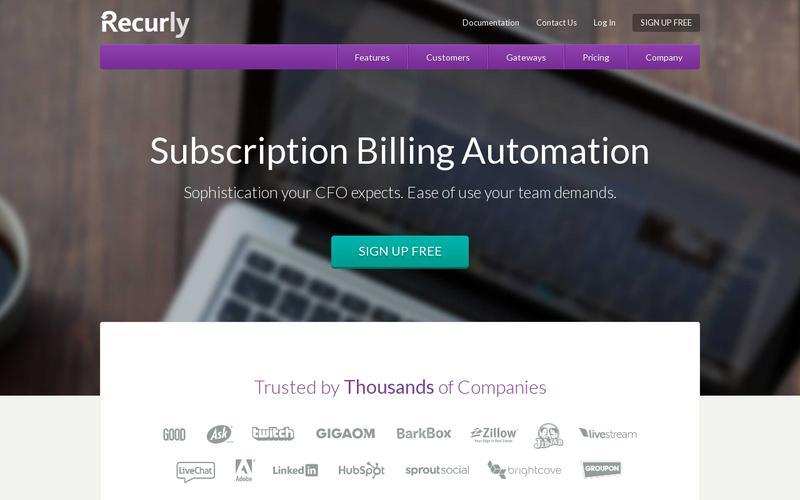 Recurly
Documentation Contact Us Log In SIGN UP FREE
Features Customers Gateways Pricing Company
Subscription Billing Automation
Sophistication your CFO expects. Ease of use your team demands.
SIGN UP FREE
Trusted by Thousands of Companies
GOOD Ask twitch GIGAOM BarkBox Zillow livestream
LiveChat Adobe LinkedIn HubSpot sproutsocial brightcove GROUPON